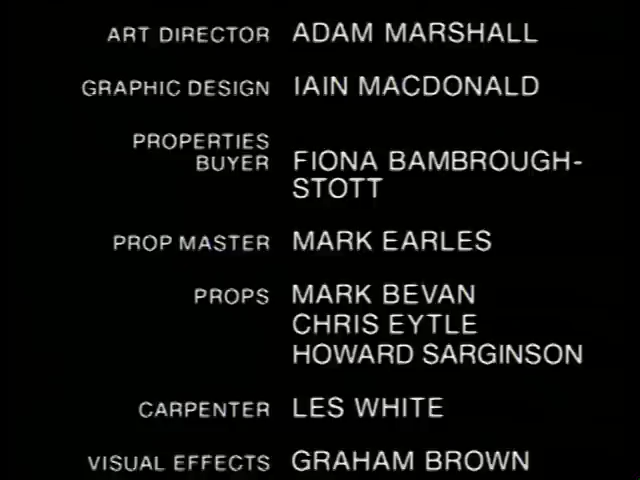 ART DIRECTOR ADAM MARSHALL
GRAPHIC DESIGN IAIN MACDONALD
PROPERTIES
BUYER FIONA BAMBROUGH-
STOTT
PROP MASTER MARK EARLES
PROPS MARK BEVAN
CHRIS EYTLE
HOWARD SARGINSON
CARPENTER LES WHITE
VISUAL EFFECTS GRAHAM BROWN